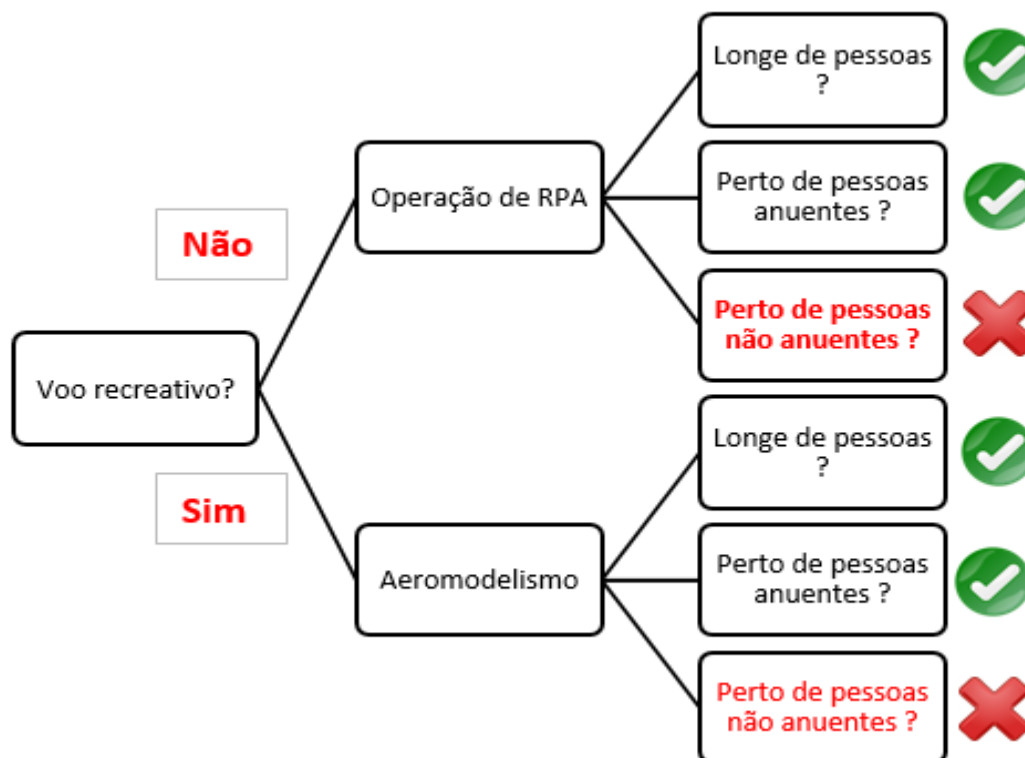 Voo recreativo?
Não
Sim
Operação de RPA
Longe de pessoas
?
Perto de pessoas
anuentes ?
Perto de pessoas
não anuentes ?
Aeromodelismo
Longe de pessoas
?
Perto de pessoas
anuentes ?
Perto de pessoas
não anuentes ?